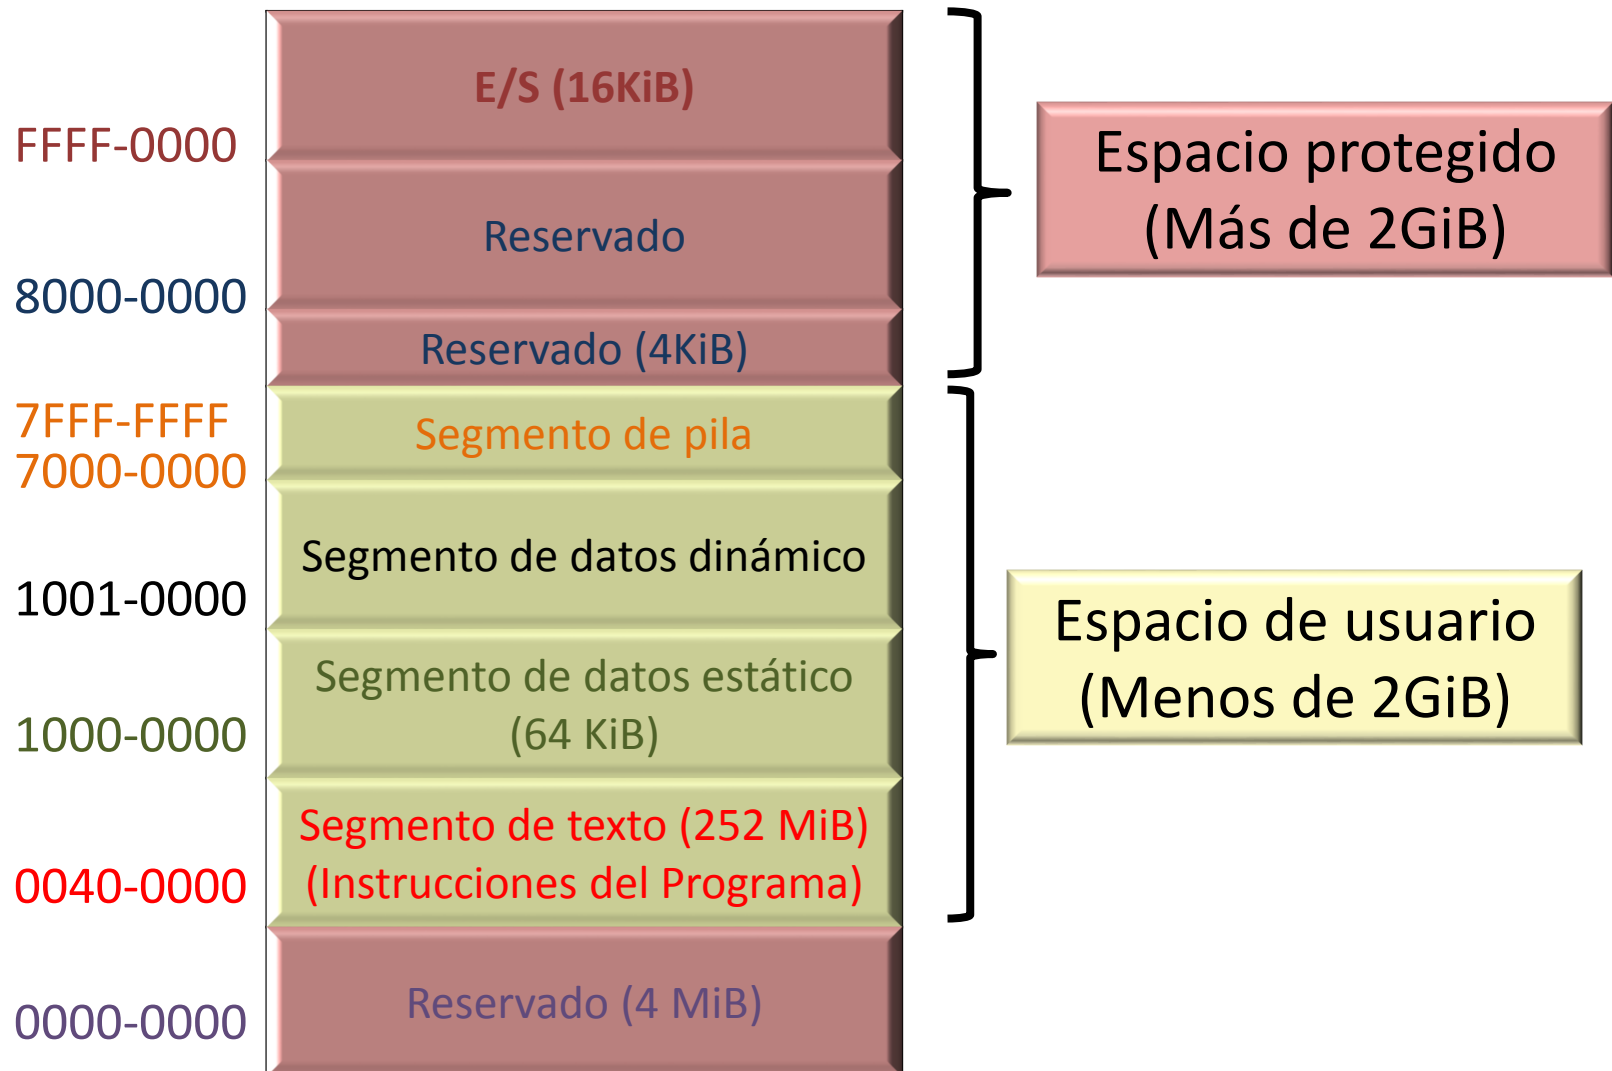 E/S (16KiB)
FFFF-0000
Reservado
8000-0000
Reservado (4KiB)
7FFF-FFFF
Segmento de pila
7000-0000
Segmento de datos dinámico
1001-0000
Segmento de datos estático
(64 KiB)
1000-0000
Segmento de texto (252 MiB)
(Instrucciones del Programa)
0040-0000
Reservado (4 MiB)
0000-0000
Espacio protegido
(Más de 2GiB)
Espacio de usuario
(Menos de 2GiB)